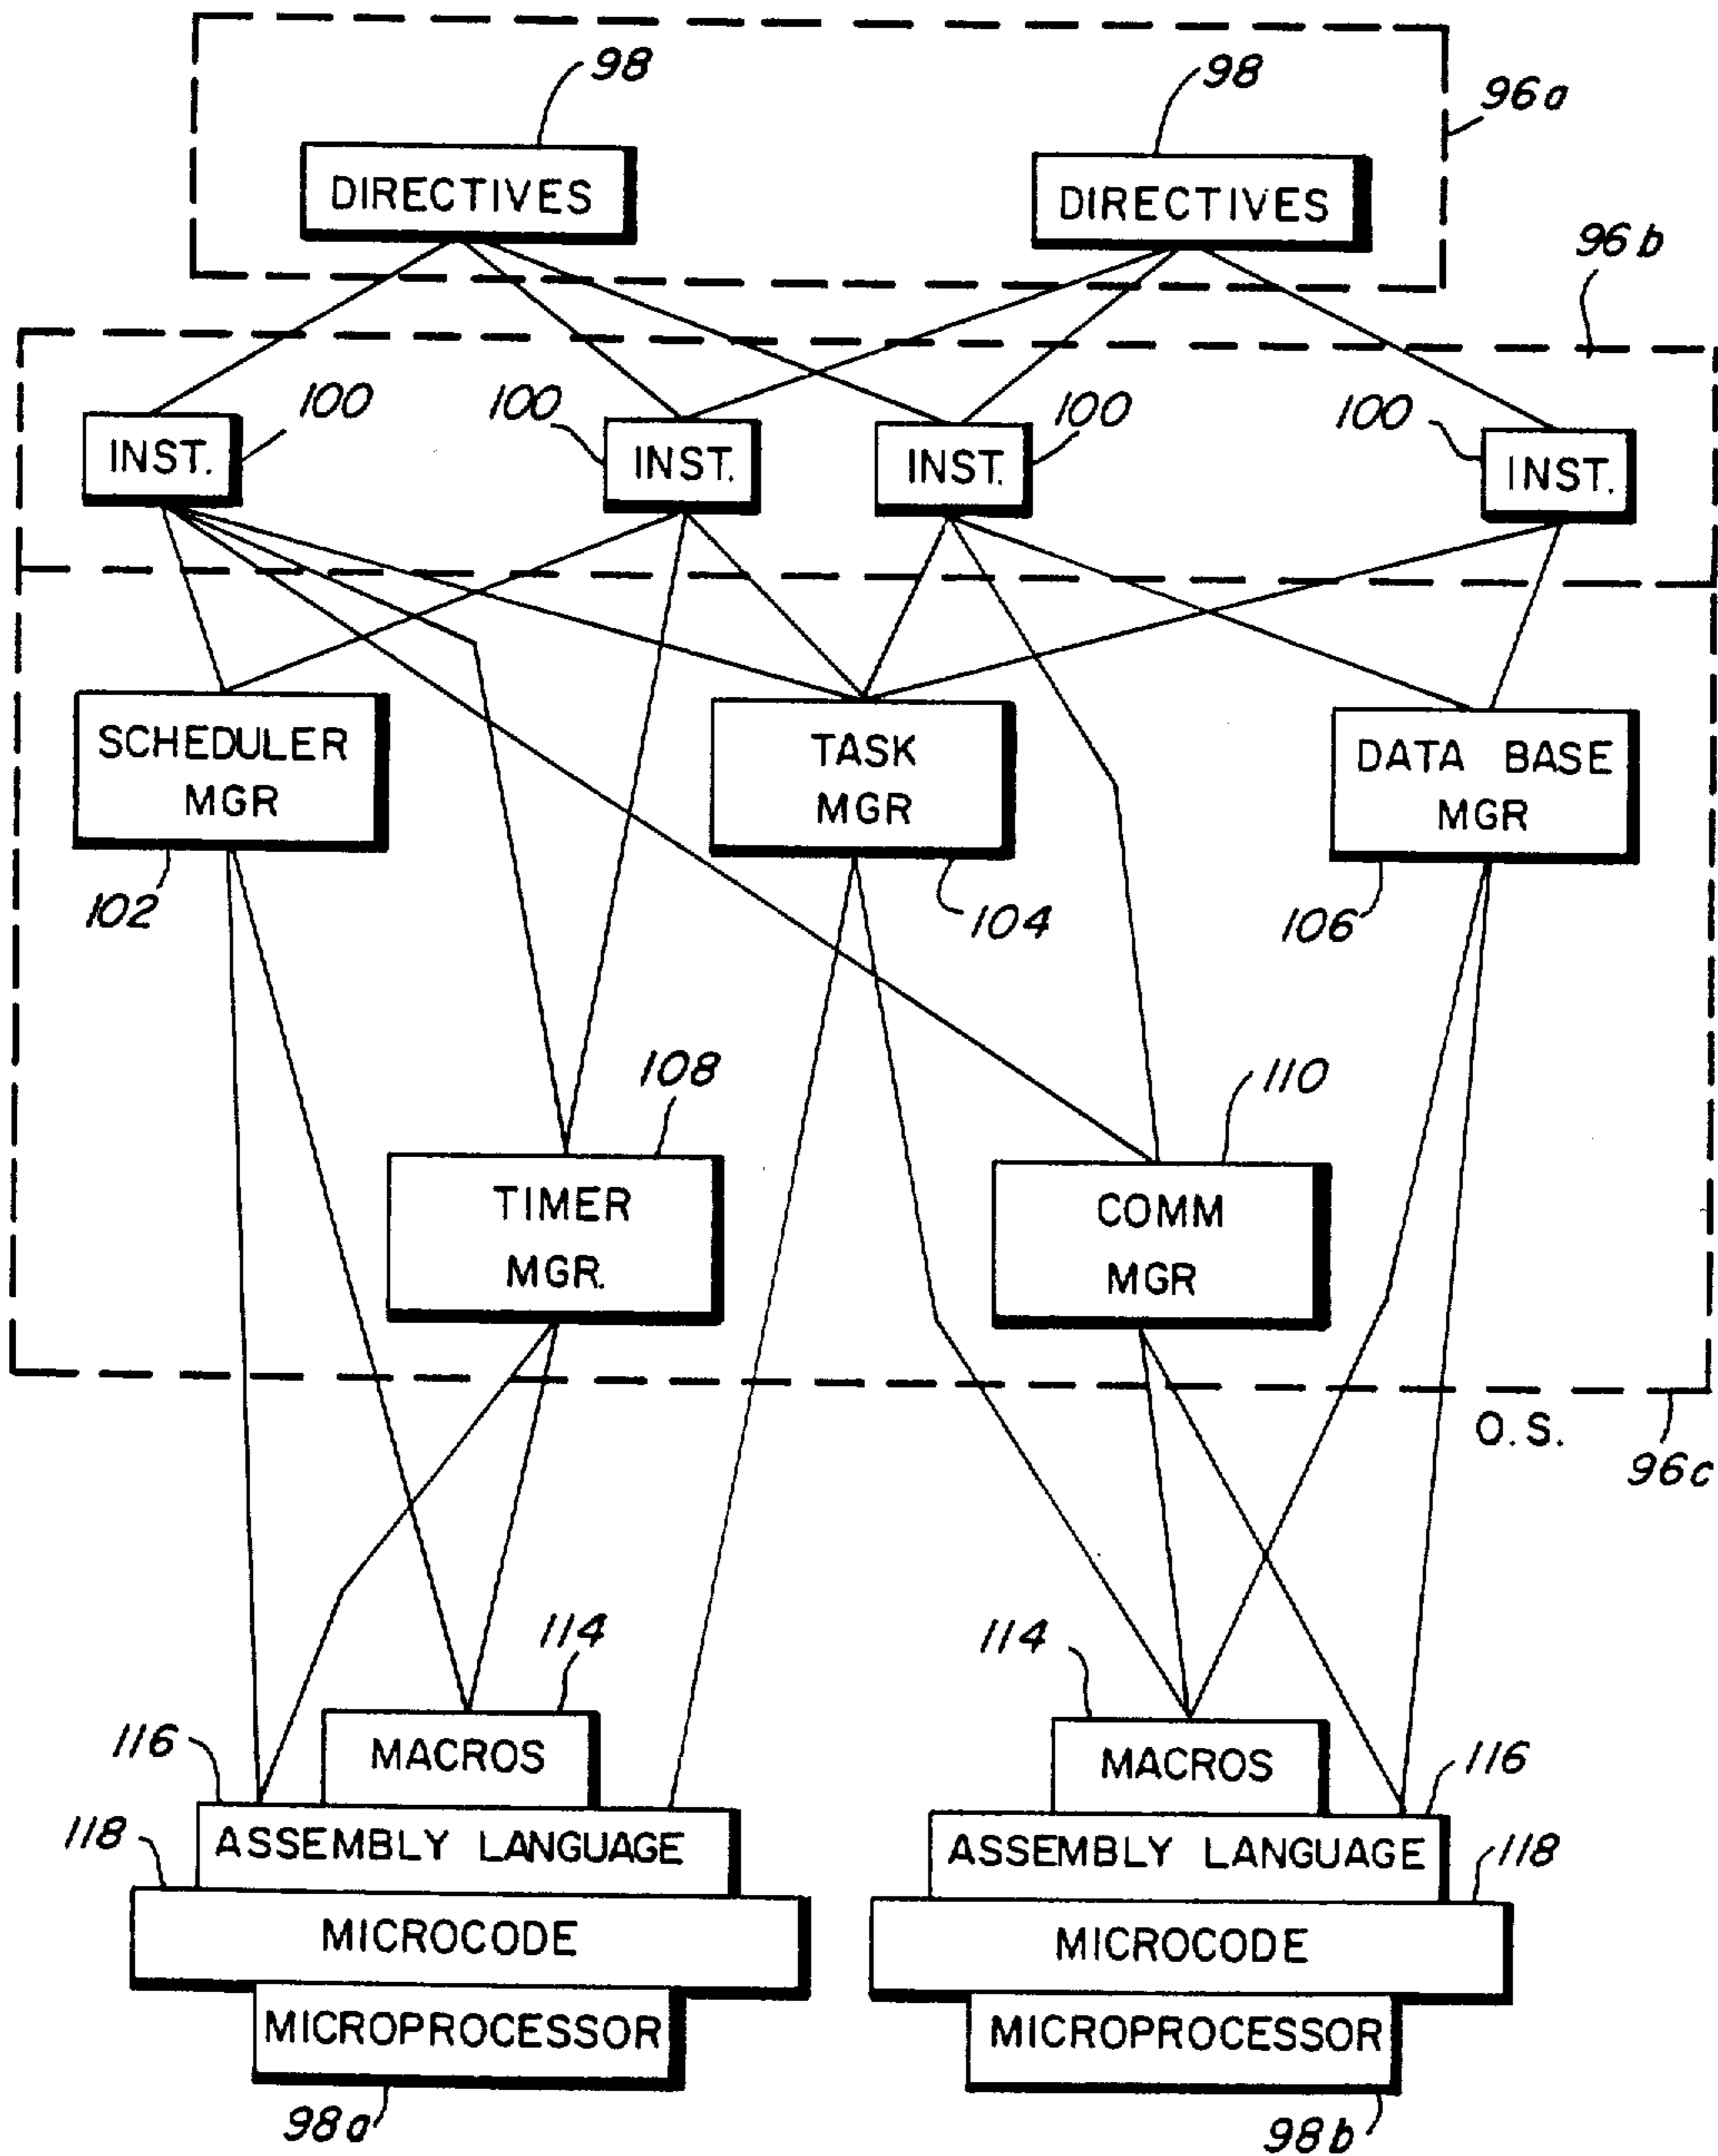 98
98
96a
DIRECTIVES
DIRECTIVES
96b
100
100
100
100
INST.
INST.
INST.
INST.
SCHEDULER
MGR
TASK
MGR
DATA BASE
MGR
102
104
106
108
110
TIMER
MGR.
COMM
MGR
O.S.
96c
114
114
116
MACROS
MACROS
116
118
ASSEMBLY LANGUAGE
ASSEMBLY LANGUAGE
118
MICROCODE
MICROCODE
MICROPROCESSOR
MICROPROCESSOR
98a
98b